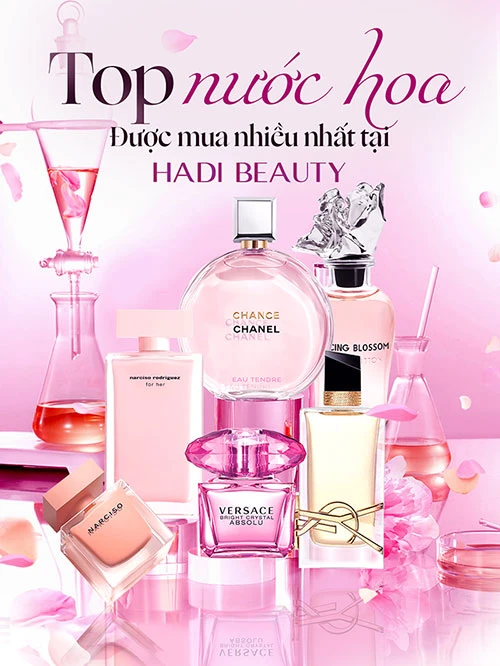 Top nước hoa
Được mua nhiều nhất tại
HADI BEAUTY
CHANCE
CHANEL
EAU TENDRE
CING BLOSSOM
narciso rodriguez
for her
NARCISO
VERSACE
BRIGHT CRYSTAL
ABSOLU